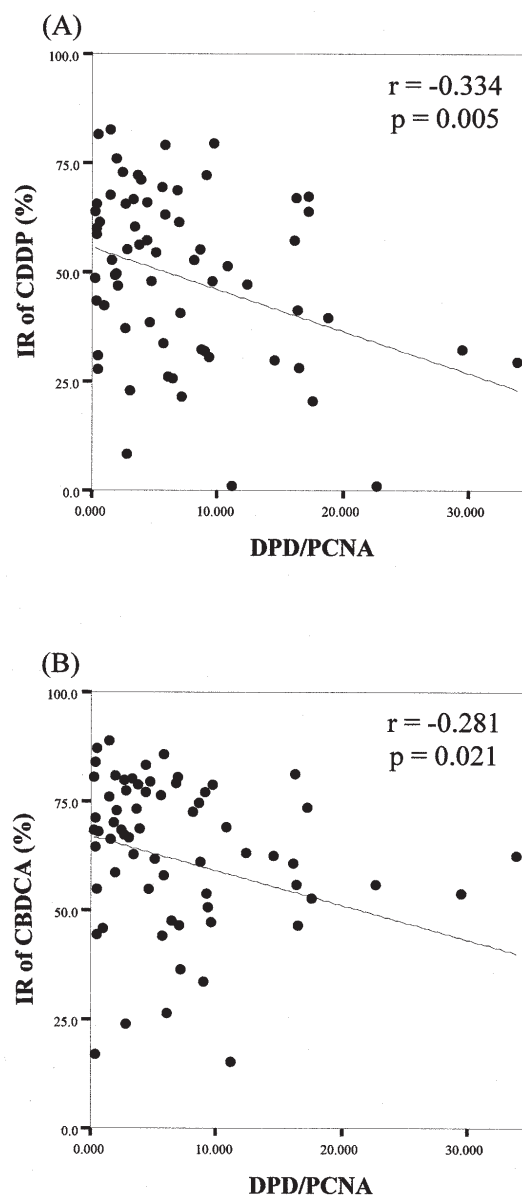 (A)
100.0
r = -0.334
p = 0.005
75.0
50.0
25.0
0.0
IR of CDDP (%)
0.000 10.000 20.000 30.000
DPD/PCNA
(B)
100.0
r = -0.281
p = 0.021
75.0
50.0
25.0
0.0
IR of CBDCA (%)
0.000 10.000 20.000 30.000
DPD/PCNA